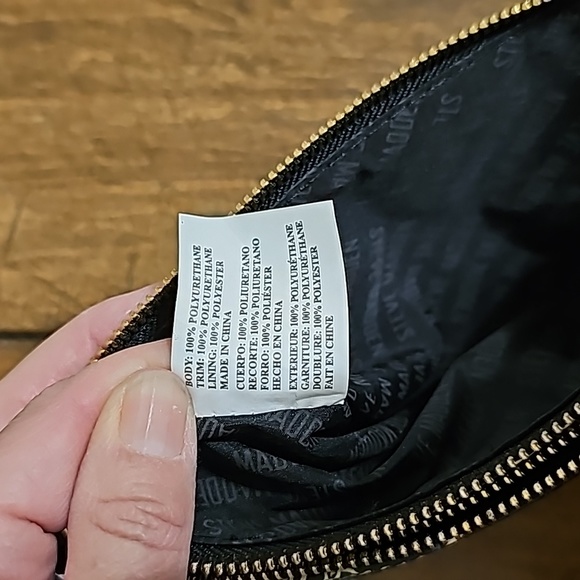 BODY: 100% POLYURETHANE
TRIM: 100% POLYURETHANE
LINING: 100% POLYESTER
MADE IN CHINA
CUERPO: 100% POLIURETANO
RECORTE: 100% POLIURETANO
FORRO: 100% POLIESTER
HECHO EN CHINA
EXTERIEUR: 100% POLYURÉTHANE
GARNITURE: 100% POLYURÉTHANE
DOUBLURE: 100% POLYESTER
FAIT EN CHINE
MAD